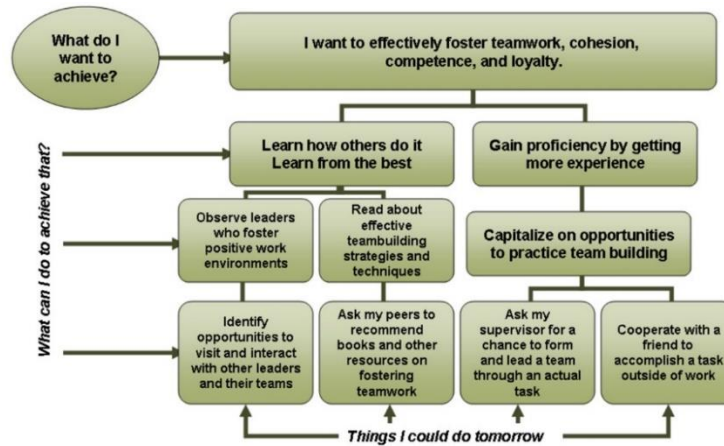 What do I
want to
achieve?
I want to effectively foster teamwork, cohesion,
competence, and loyalty.
What can I do to achieve that?
Learn how others do it
Learn from the best
Gain proficiency by getting
more experience
Observe leaders
who foster
positive work
environments
Read about
effective
teambuilding
strategies and
techniques
Capitalize on opportunities
to practice team building
Identify
opportunities to
visit and interact
with other leaders
and their teams
Ask my peers to
recommend
books and other
resources on
fostering
teamwork
Ask my
supervisor for a
chance to form
and lead a team
through an actual
task
Cooperate with a
friend to
accomplish a task
outside of work
Things I could do tomorrow